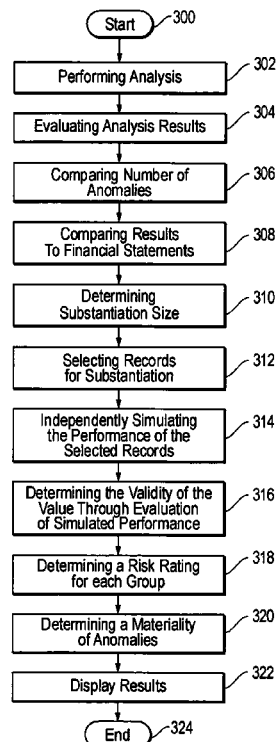 Start
300
Performing Analysis
302
Evaluating Analysis Results
304
Comparing Number of
Anomalies
306
Comparing Results
To Financial Statements
308
Determining
Substantiation Size
310
Selecting Records
for Substantiation
312
Independently Simulating
the Performance of the
Selected Records
314
Determining the Validity of the
Value Through Evaluation
of Simulated Performance
316
Determining a Risk Rating
for each Group
318
Determining a Materiality
of Anomalies
320
Display Results
322
End
324